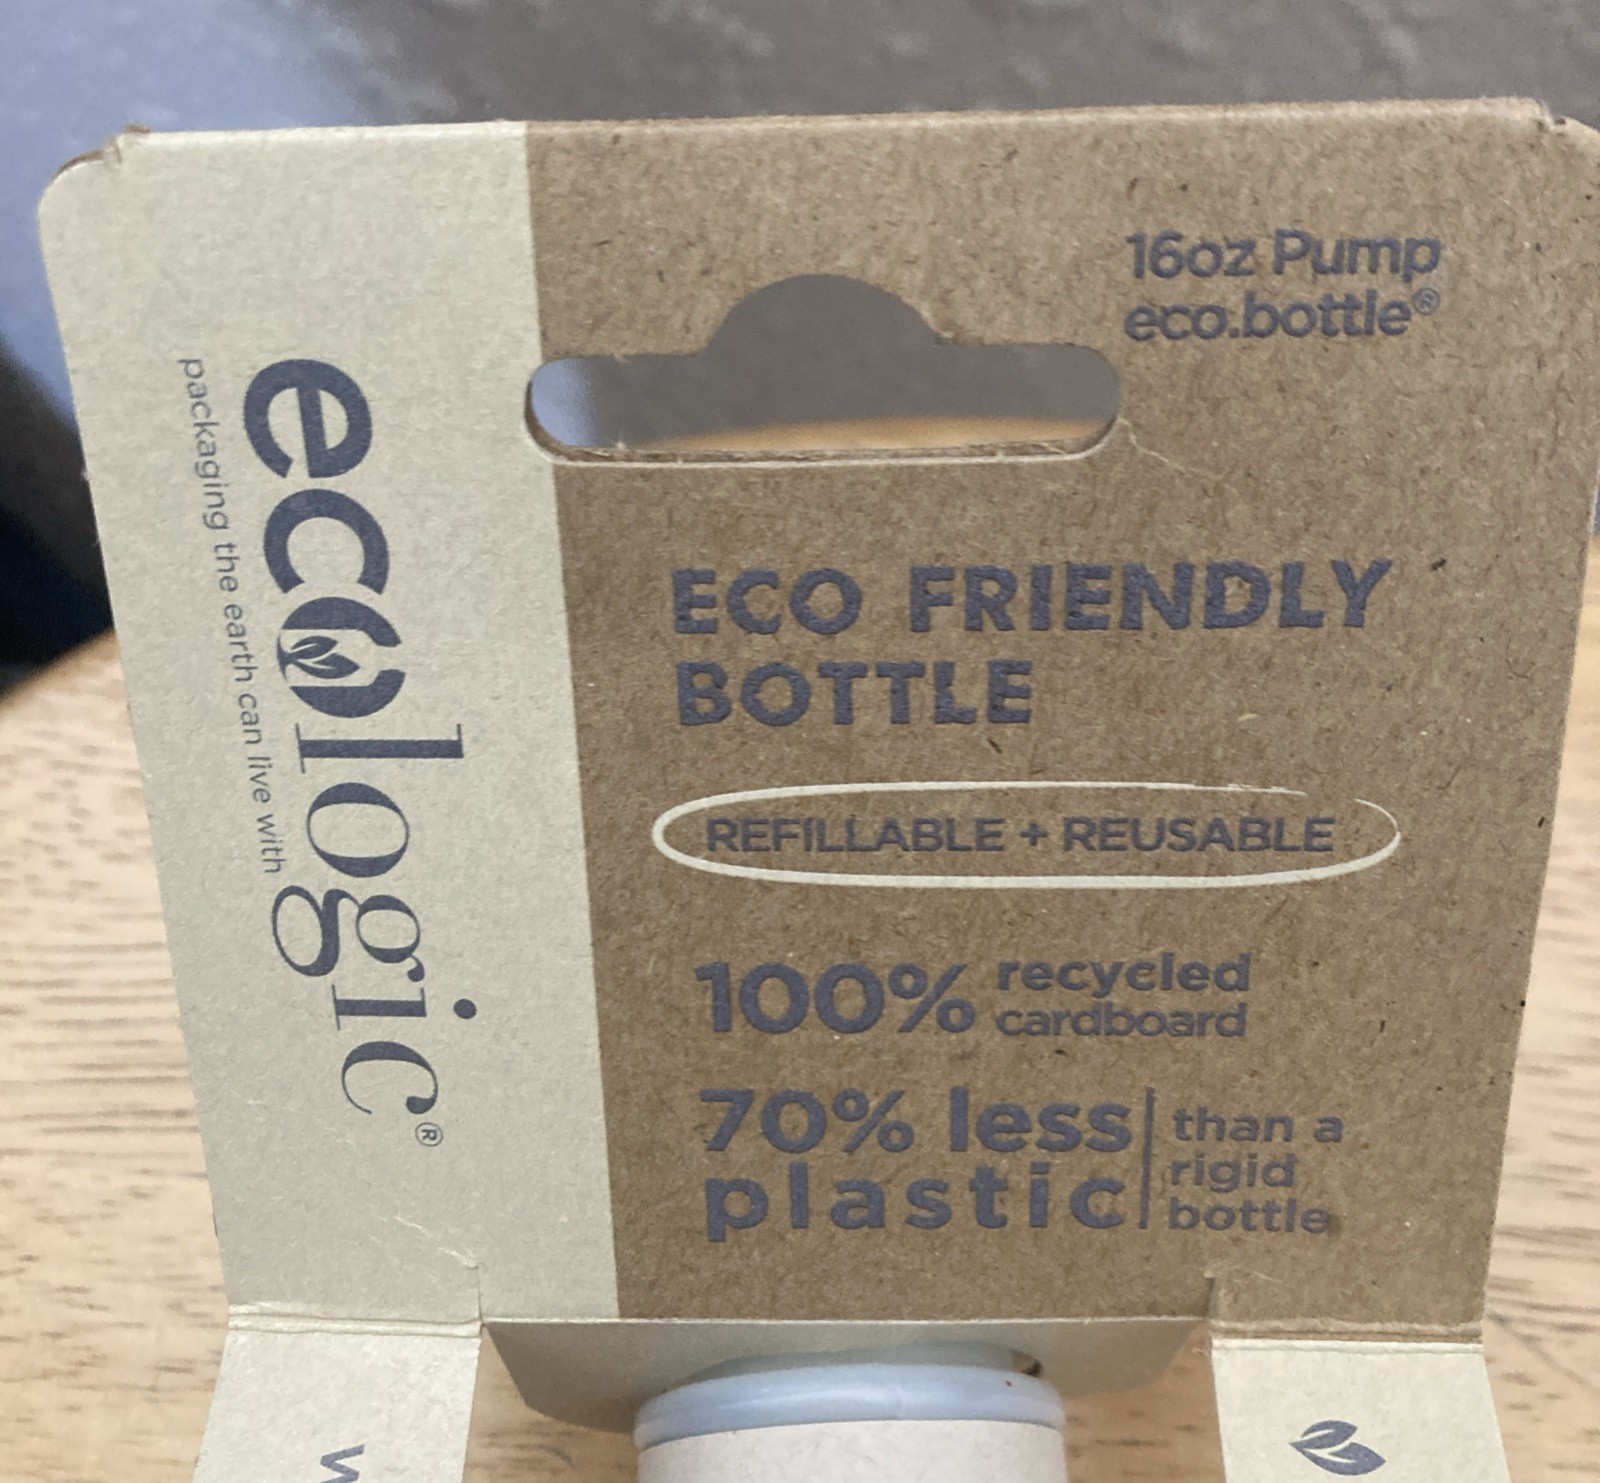 16oz Pump
eco.bottle®
ecologic®
packaging the earth can live with
ECO FRIENDLY
BOTTLE
REFILLABLE + REUSABLE
100% recycled
cardboard
70% less
plastic
than a
rigid
bottle